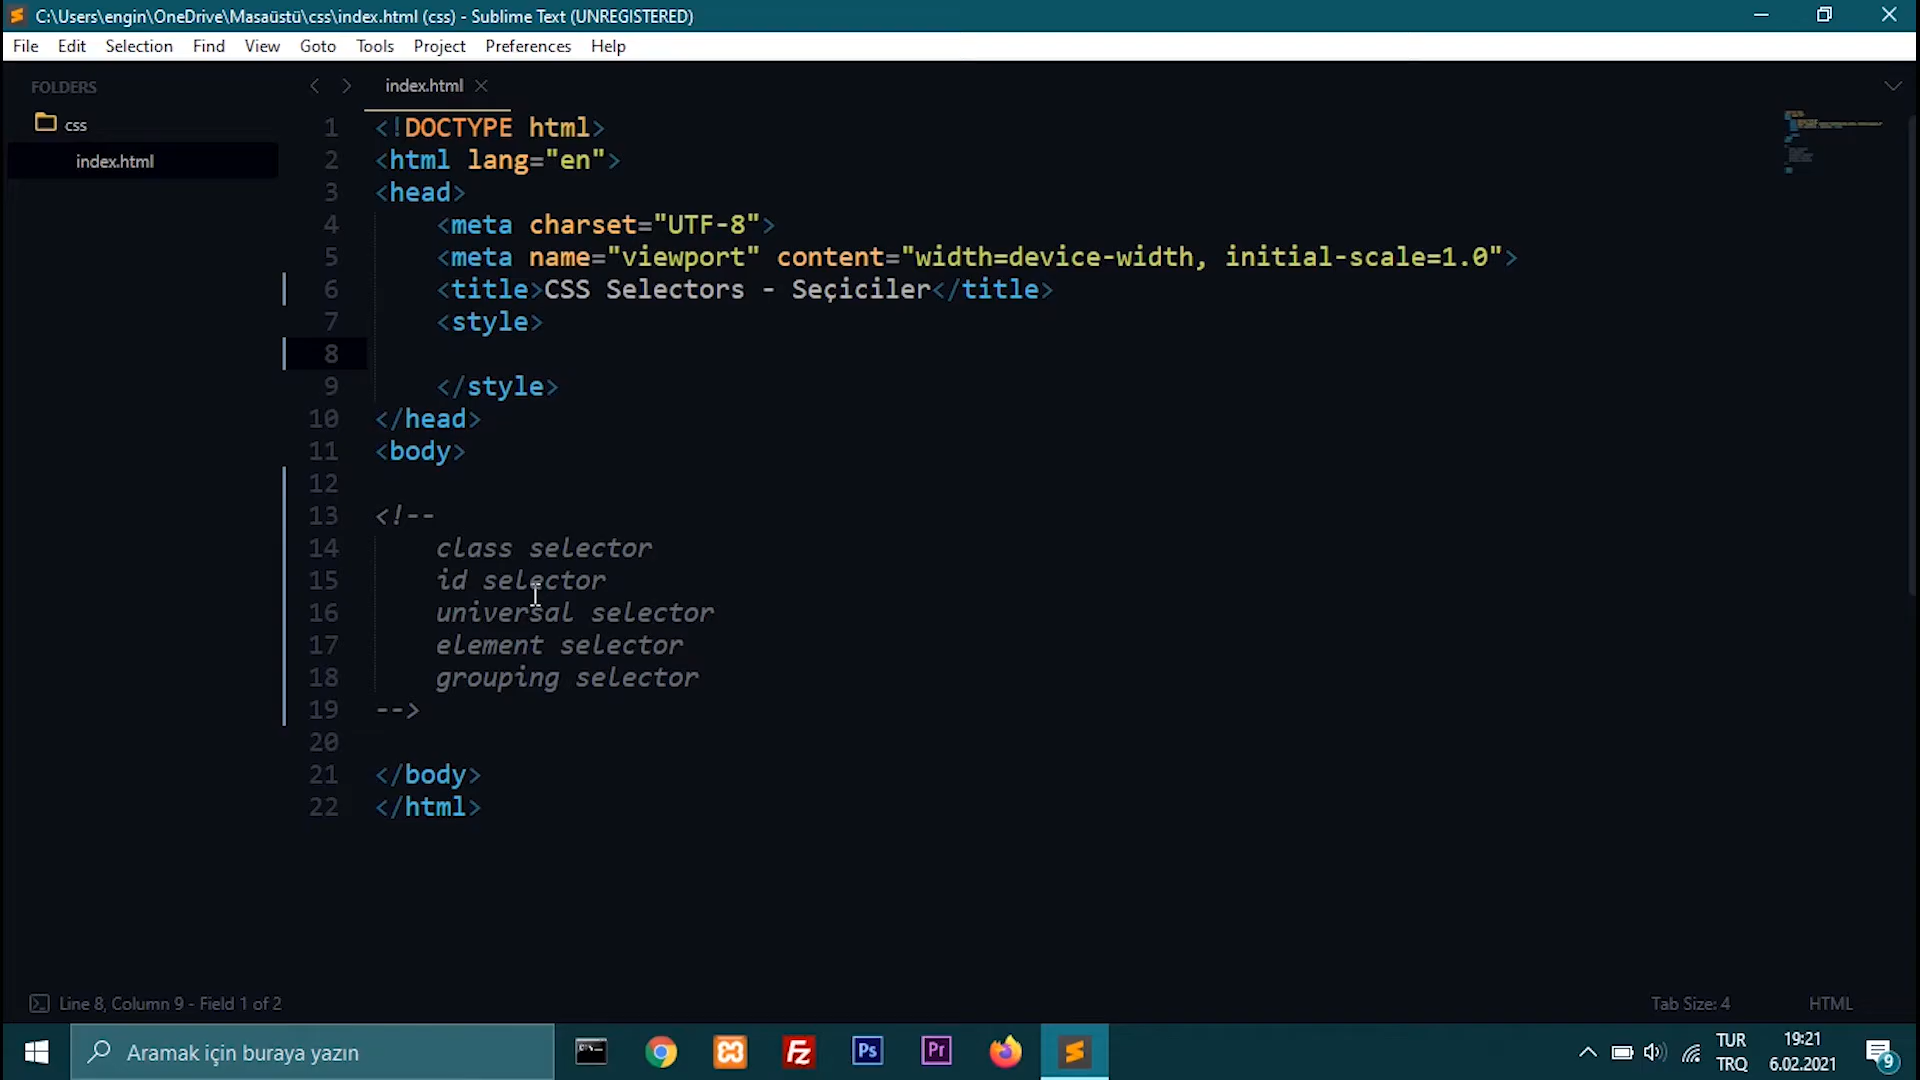 C:\Users\engin\OneDrive\Masaüstü\css\index.html (css) - Sublime Text (UNREGISTERED)
File Edit Selection Find View Goto Tools Project Preferences Help
FOLDERS
css
index.html
index.html
1 <!DOCTYPE html>
2 <html lang="en">
3 <head>
4 <meta charset="UTF-8">
5 <meta name="viewport" content="width=device-width, initial-scale=1.0">
6 <title>CSS Selectors - Seçiciler</title>
7 <style>
8
9 </style>
10 </head>
11 <body>
12
13 <!--
14 class selector
15 id selector
16 universal selector
17 element selector
18 grouping selector
19 -->
20
21 </body>
22 </html>
Line 8, Column 9 - Field 1 of 2
Tab Size: 4
HTML
Aramak için buraya yazın
Fz
Ps
Pr
TUR
TRQ
19:21
6.02.2021
9